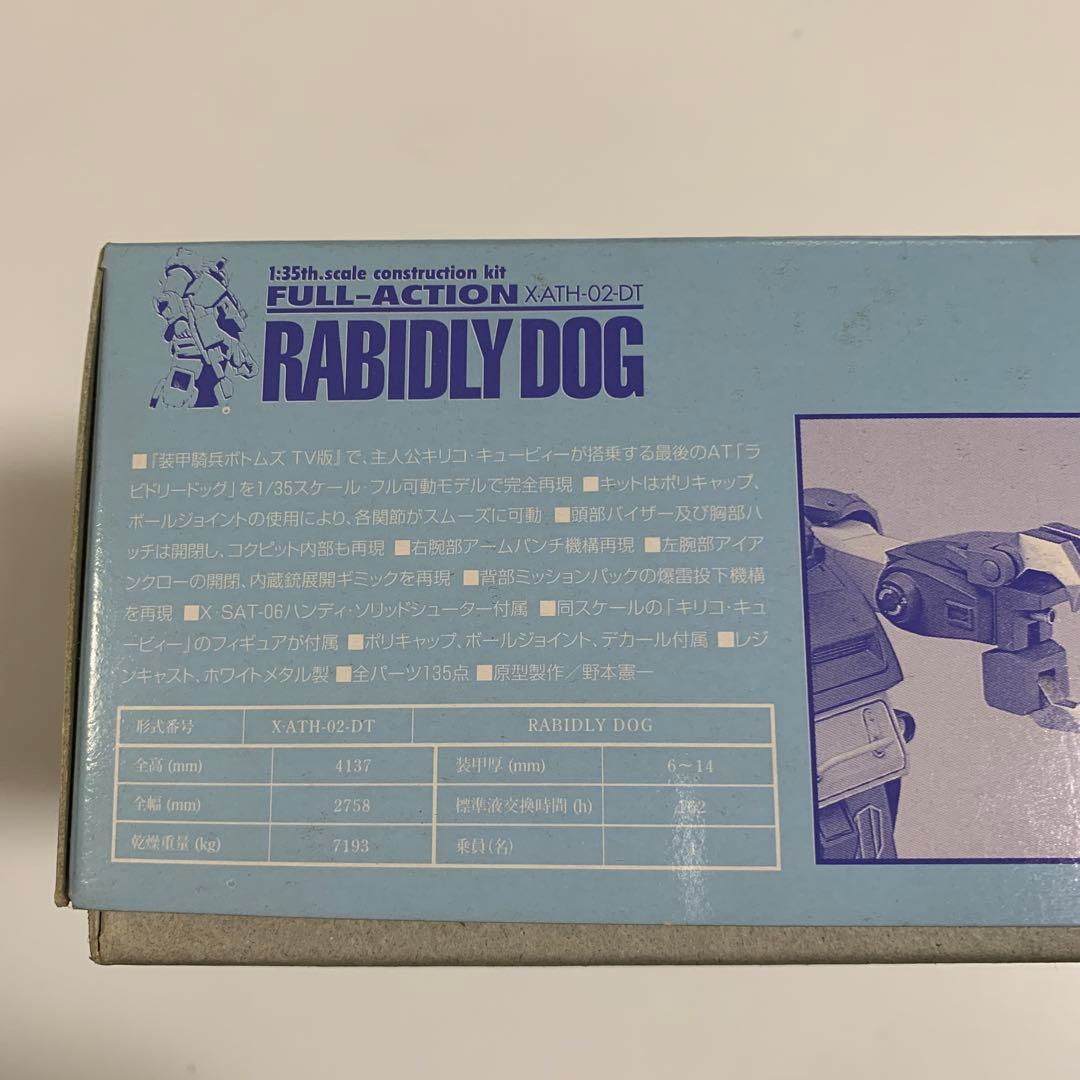 1:35th.scale construction kit
FULL-ACTION X·ATH-02-DT
RABIDLY DOG
■『装甲騎兵ボトムズ TV版』で、主人公キリコ・キュービィーが搭乗する最後のAT「ラ
ビドリードッグ」を1/35スケール・フル可動モデルで完全再現 ■キットはポリキャップ、
ボールジョイントの使用により、各関節がスムーズに可動 ■頭部バイザー及び胸部ハ
ッチは開閉し、コクピット内部も再現 ■右腕部アームパンチ機構再現 ■左腕部アイア
ンクローの開閉、内蔵銃展開ギミックを再現 ■背部ミッションパックの爆雷投下機構
を再現 ■X・SAT-06ハンディ・ソリッドシューター付属 ■同スケールの「キリコ・キュ
ービィー」のフィギュアが付属 ■ポリキャップ、ボールジョイント、デカール付属 ■レジ
ンキャスト、ホワイトメタル製 ■全パーツ135点 ■原型製作／野本憲一
形式番号 X·ATH-02-DT RABIDLY DOG
全高 (mm) 4137 装甲厚 (mm) 6〜14
全幅 (mm) 2758 標準液交換時間 (h) 162
乾燥重量 (kg) 7193 乗員(名) 1